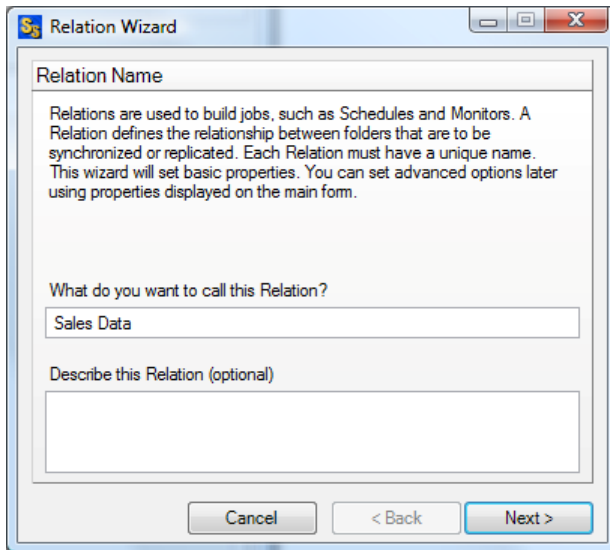 Relation Wizard
Relation Name
Relations are used to build jobs, such as Schedules and Monitors. A
Relation defines the relationship between folders that are to be
synchronized or replicated. Each Relation must have a unique name.
This wizard will set basic properties. You can set advanced options later
using properties displayed on the main form.
What do you want to call this Relation?
Sales Data
Describe this Relation (optional)
Cancel
< Back
Next >